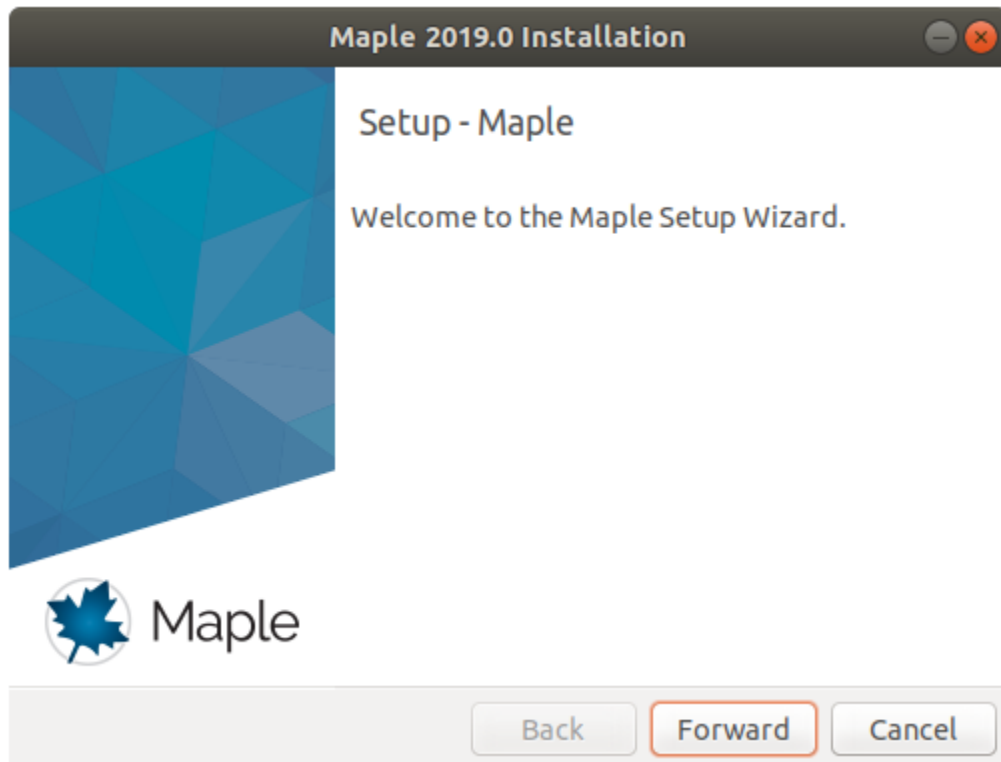 Maple 2019.0 Installation
Setup - Maple
Welcome to the Maple Setup Wizard.
Maple
Back
Forward
Cancel